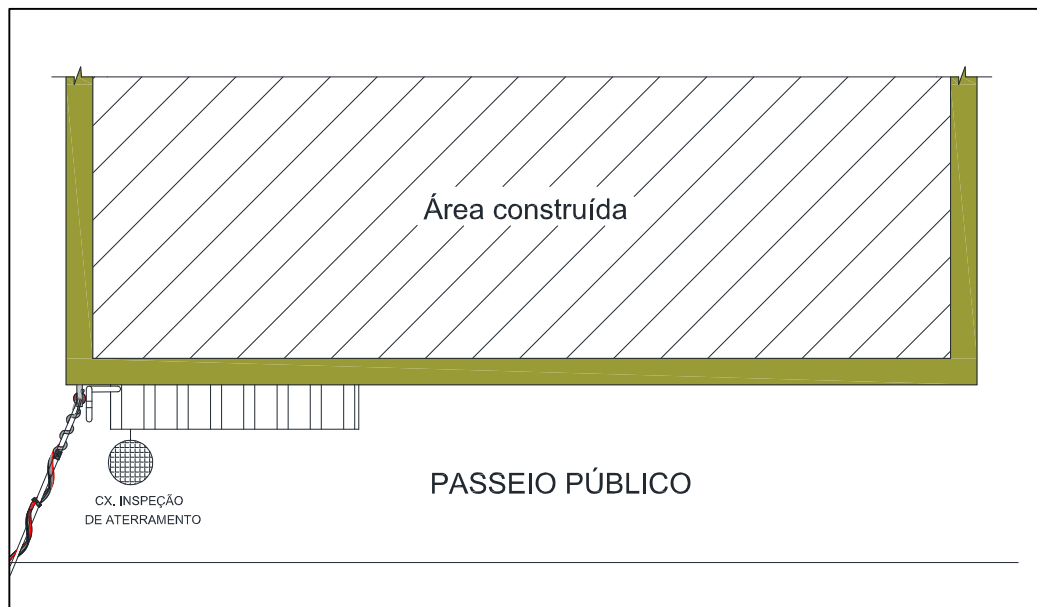 Área construída
PASSEIO PÚBLICO
CX. INSPEÇÃO
DE ATERRAMENTO